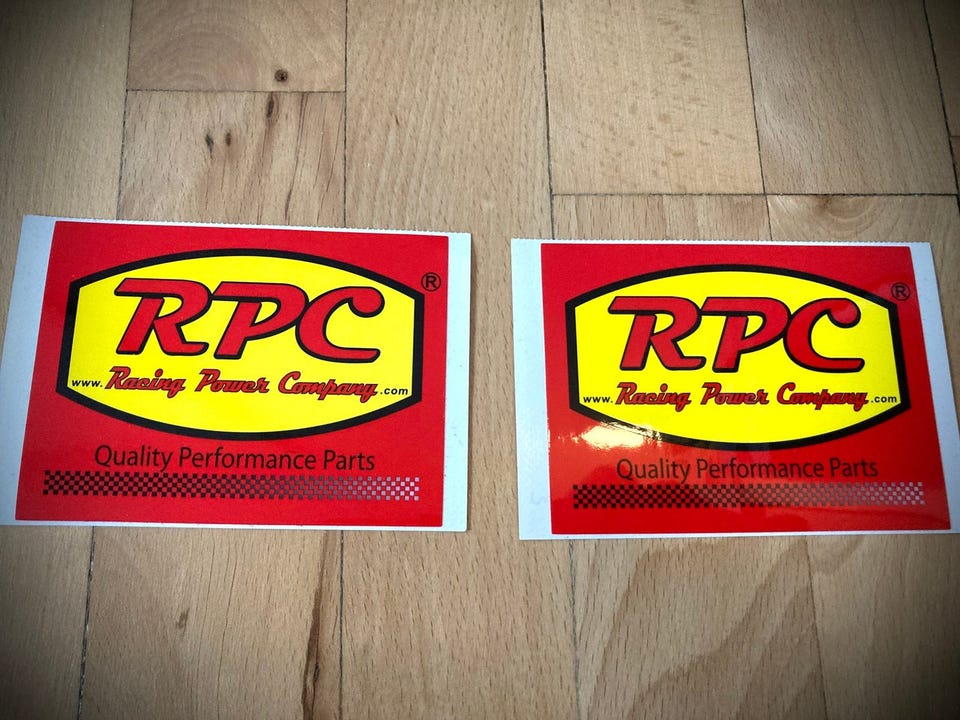 RPC ®
www.Racing Power Company.com
Quality Performance Parts
RPC ®
www.Racing Power Company.com
Quality Performance Parts